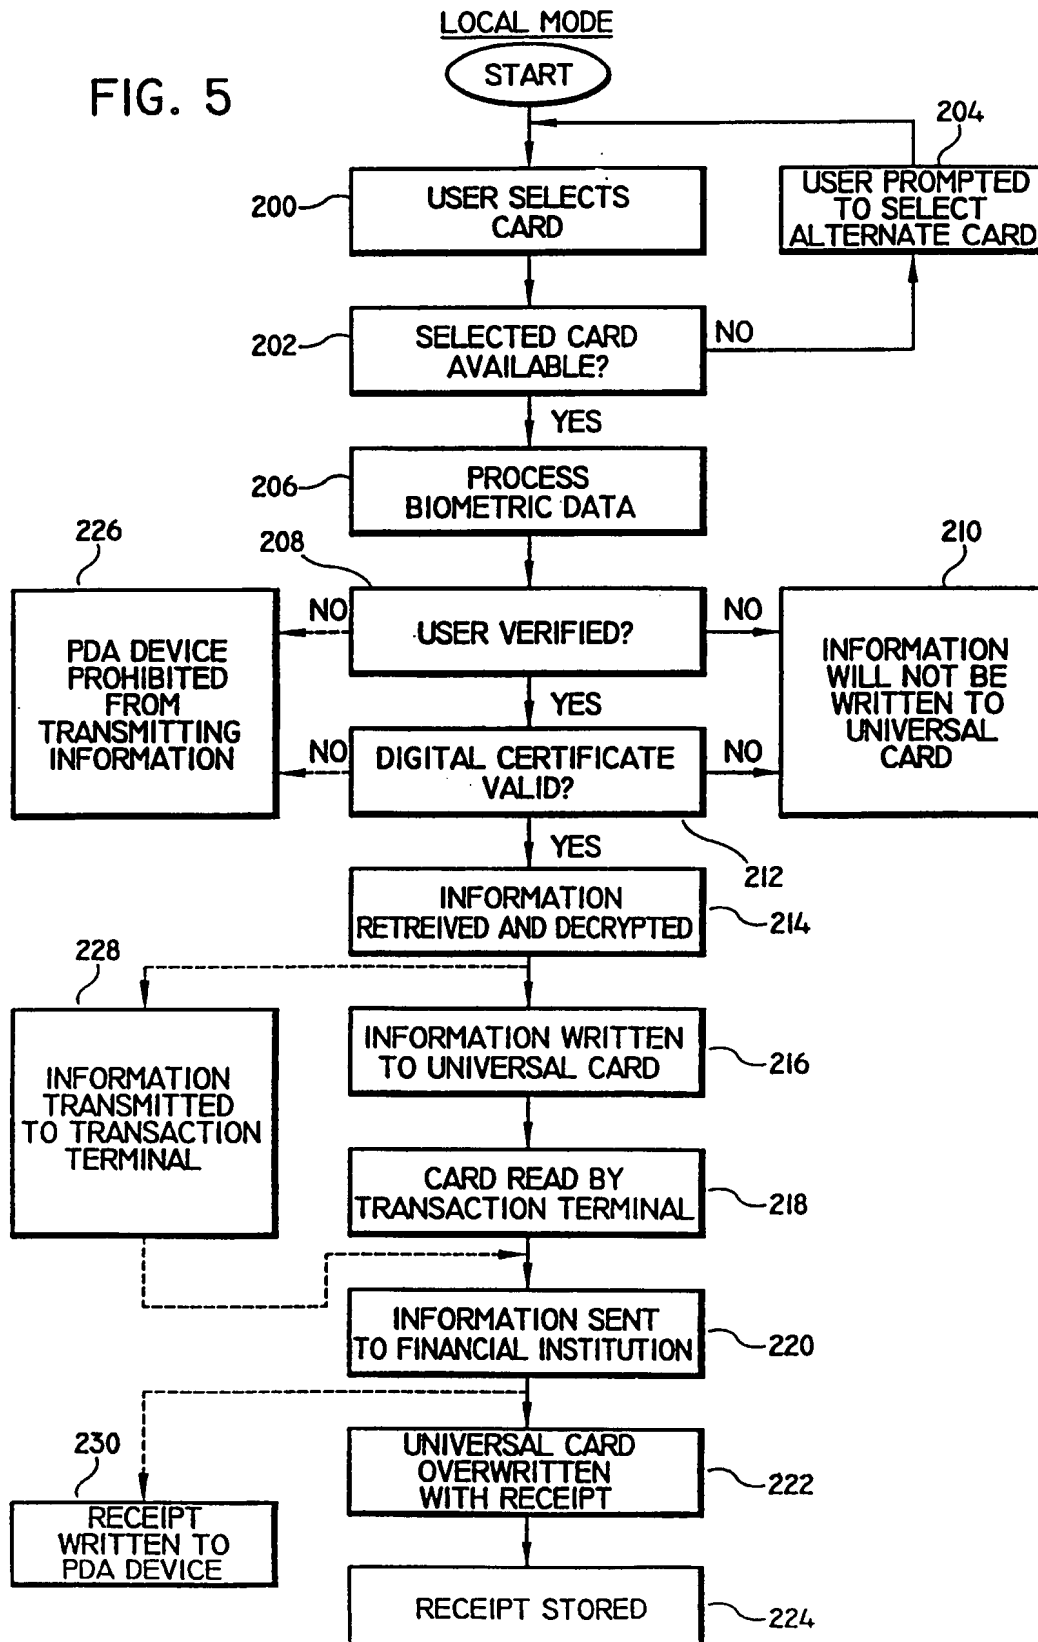 LOCAL MODE
START
FIG. 5
204
200
USER SELECTS
CARD
USER PROMPTED
TO SELECT
ALTERNATE CARD
202
SELECTED CARD
AVAILABLE?
NO
YES
206
PROCESS
BIOMETRIC DATA
226
208
210
PDA DEVICE
PROHIBITED
FROM
TRANSMITTING
INFORMATION
NO
USER VERIFIED?
NO
INFORMATION
WILL NOT BE
WRITTEN TO
UNIVERSAL
CARD
YES
NO
DIGITAL CERTIFICATE
VALID?
NO
YES
212
INFORMATION
RETREIVED AND DECRYPTED
214
228
INFORMATION
TRANSMITTED
TO TRANSACTION
TERMINAL
INFORMATION WRITTEN
TO UNIVERSAL CARD
216
CARD READ BY
TRANSACTION TERMINAL
218
INFORMATION SENT
TO FINANCIAL INSTITUTION
220
230
UNIVERSAL CARD
OVERWRITTEN
WITH RECEIPT
222
RECEIPT
WRITTEN TO
PDA DEVICE
RECEIPT STORED
224